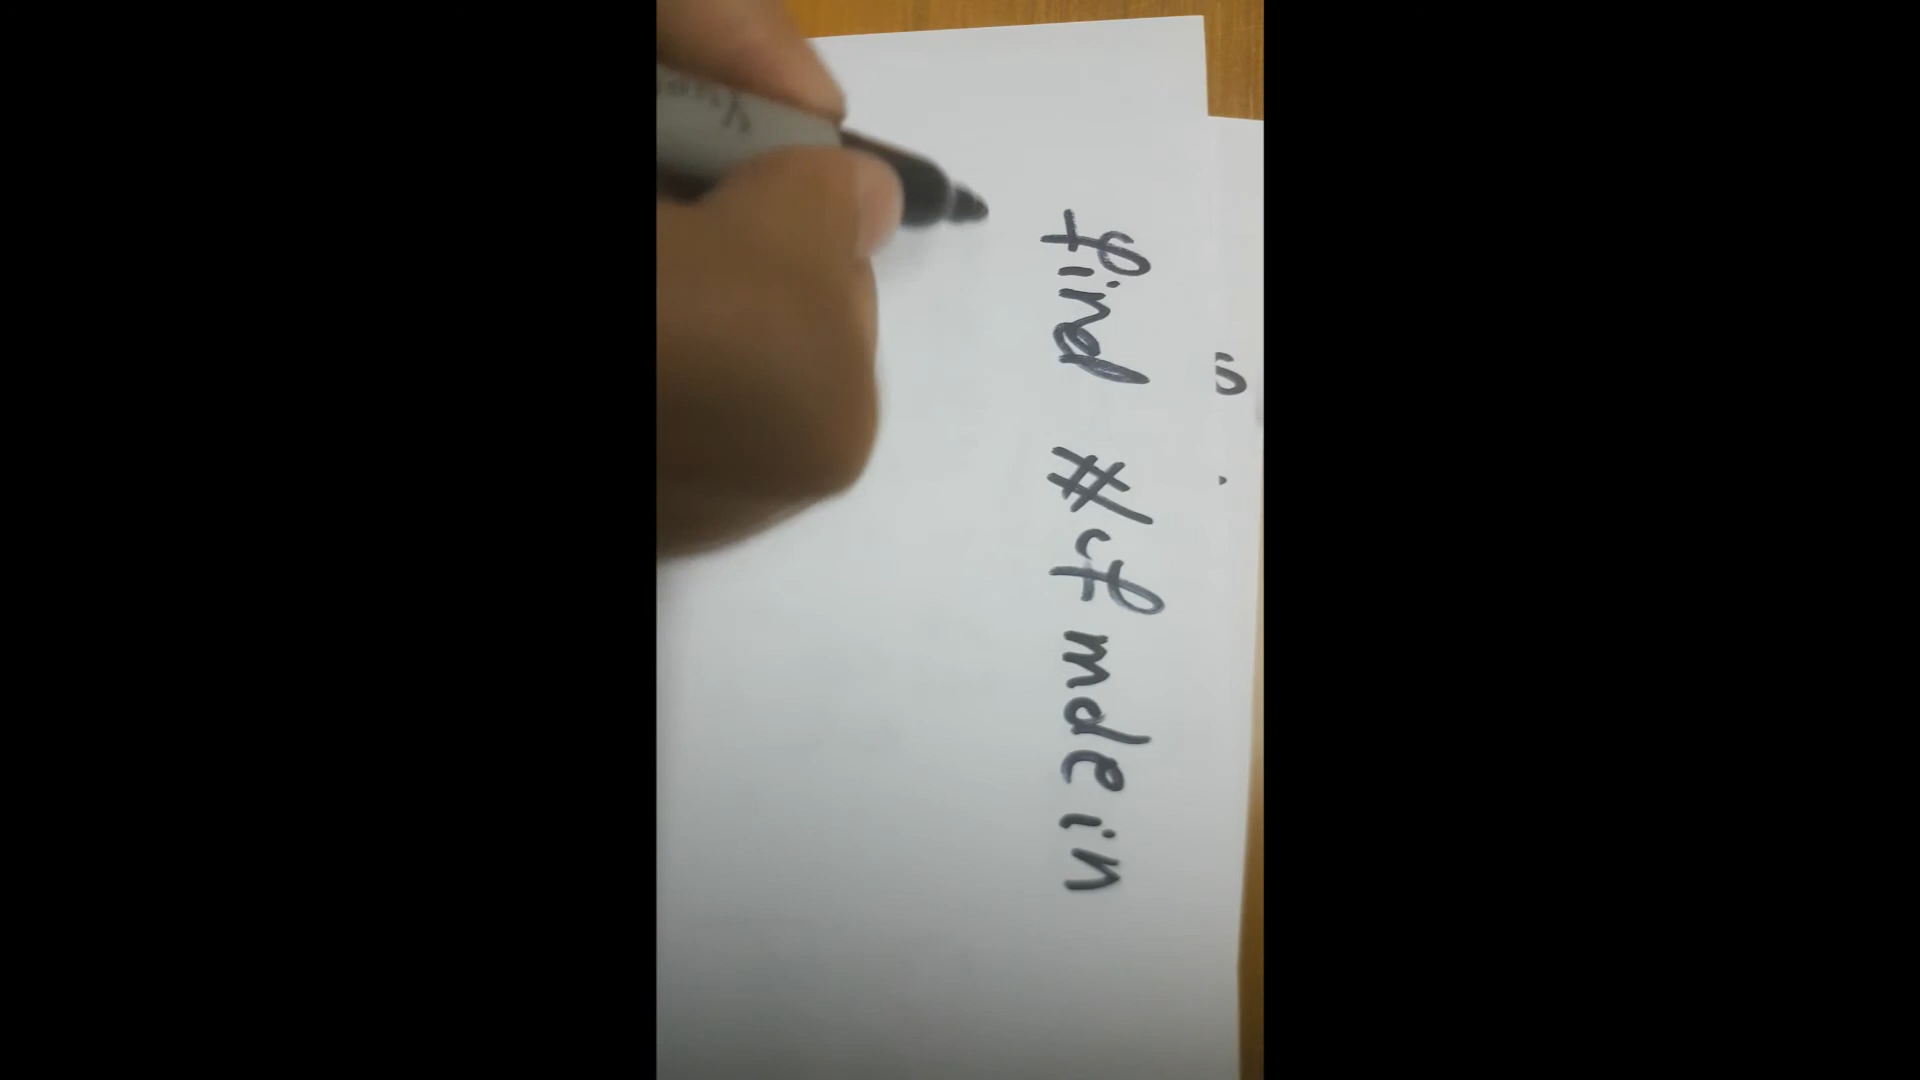 find # of mde in